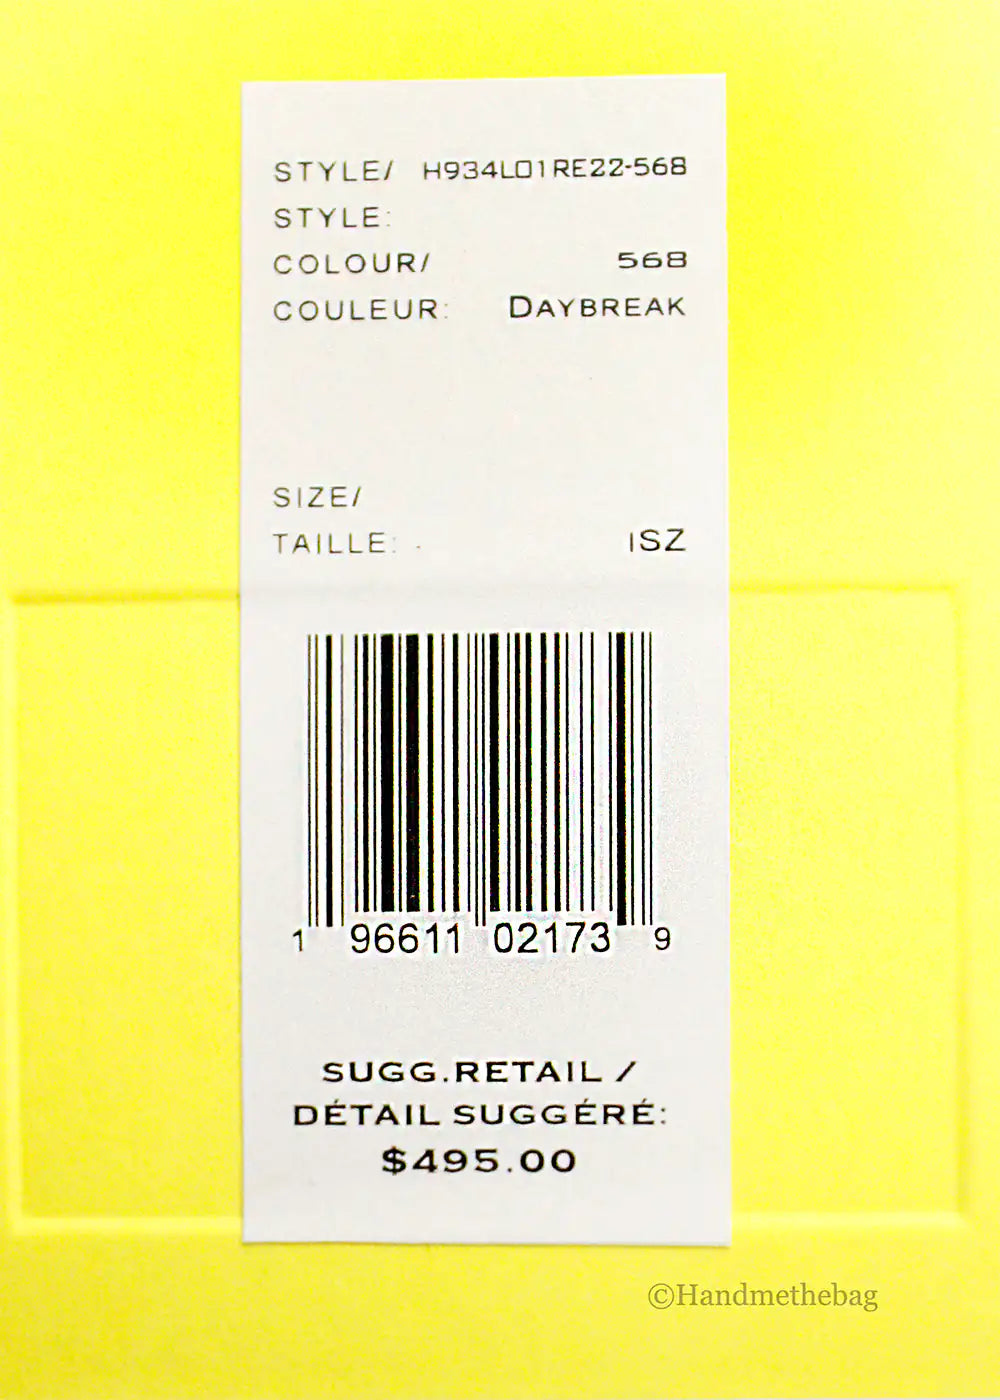 STYLE/ H934L01RE22-568
STYLE:
COLOUR/ 568
COULEUR: DAYBREAK
SIZE/
TAILLE: . 1SZ
1 96611 02173 9
SUGG.RETAIL /
DÉTAIL SUGGÉRÉ:
$495.00
©Handmethebag